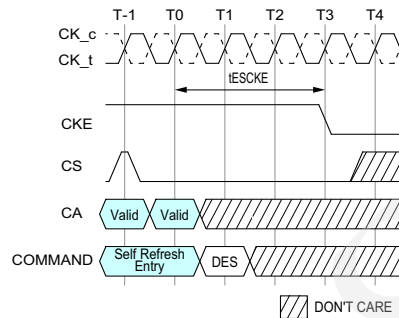 T-1 T0 T1 T2 T3 T4
CK_c
CK_t
tESCKE
CKE
CS
CA Valid Valid
COMMAND Self Refresh Entry DES
DON'T CARE